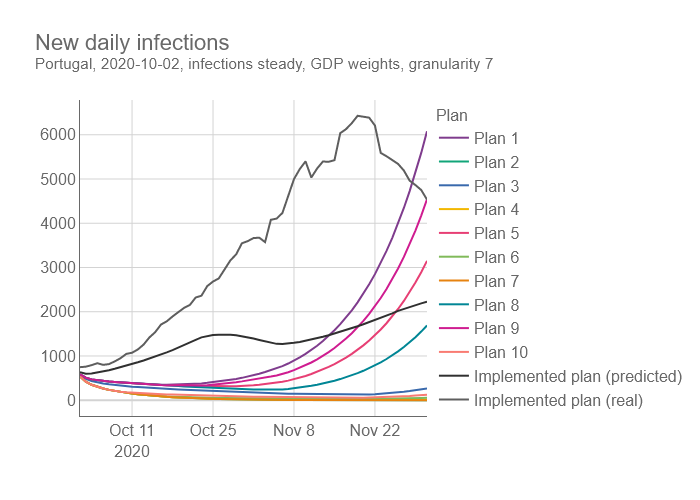 New daily infections
Portugal, 2020-10-02, infections steady, GDP weights, granularity 7
Plan
6000
5000
4000
3000
2000
1000
0
Oct 11
2020
Oct 25
Nov 8
Nov 22
Plan 1
Plan 2
Plan 3
Plan 4
Plan 5
Plan 6
Plan 7
Plan 8
Plan 9
Plan 10
Implemented plan (predicted)
Implemented plan (real)